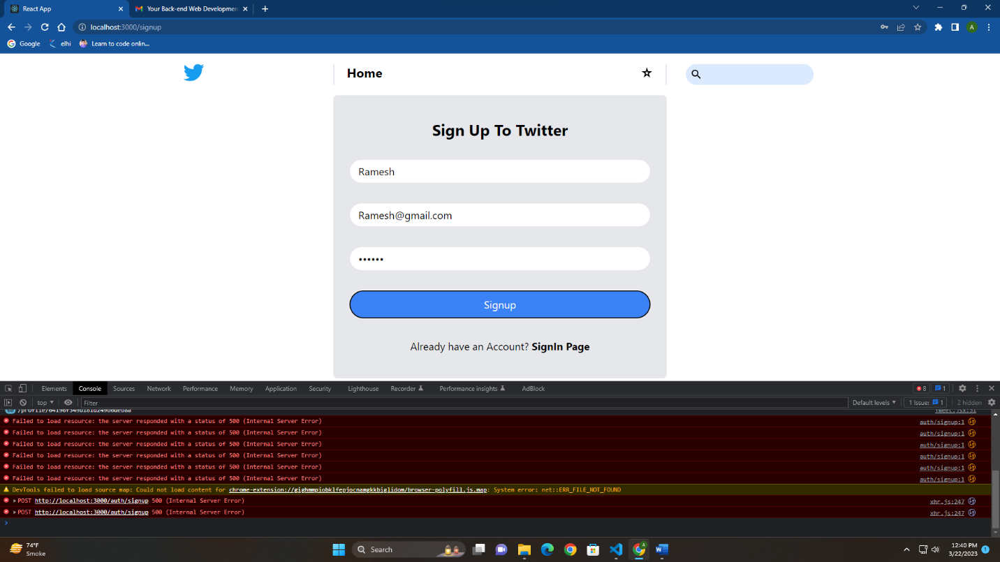 React App
Your Back-end Web Developmen
localhost:3000/signup
A
Google
elhi
Learn to code onlin...
Home
Sign Up To Twitter
Ramesh
Ramesh@gmail.com
••••••
Signup
Already have an Account? SignIn Page
Elements Console Sources Network Performance Memory Application Security Lighthouse Recorder Performance insights AdBlock 8 1
top Filter Default levels 1 Issue: 1 2 hidden
Tweet.jsx:31
Failed to load resource: the server responded with a status of 500 (Internal Server Error) auth/signup:1
Failed to load resource: the server responded with a status of 500 (Internal Server Error) auth/signup:1
Failed to load resource: the server responded with a status of 500 (Internal Server Error) auth/signup:1
Failed to load resource: the server responded with a status of 500 (Internal Server Error) auth/signup:1
Failed to load resource: the server responded with a status of 500 (Internal Server Error) auth/signup:1
Failed to load resource: the server responded with a status of 500 (Internal Server Error) auth/signup:1
DevTools failed to load source map: Could not load content for chrome-extension://gighmmpiobklfepjocnamgkkbiglidom/browser-polyfill.js.map: System error: net::ERR_FILE_NOT_FOUND
POST http://localhost:3000/auth/signup 500 (Internal Server Error) xhr.js:247
POST http://localhost:3000/auth/signup 500 (Internal Server Error) xhr.js:247
74°F
Smoke
Search
A
12:40 PM
3/22/2023
1